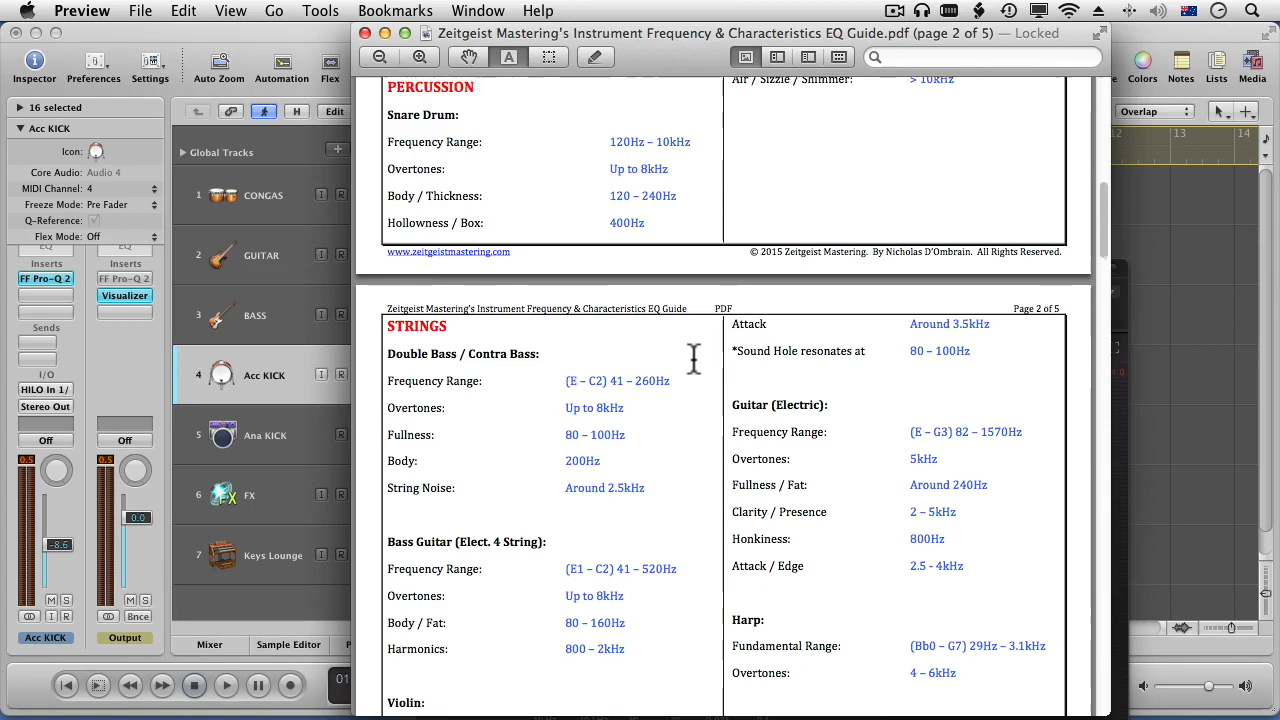 Preview File Edit View Go Tools Bookmarks Window Help
Zeitgeist Mastering's Instrument Frequency & Characteristics EQ Guide.pdf (page 2 of 5) — Locked
Inspector Preferences Settings Auto Zoom Automation Flex
Colors Notes Lists Media
16 selected
Acc KICK
Icon:
Core Audio: Audio 4
MIDI Channel: 4
Freeze Mode: Pre Fader
Q-Reference:
Flex Mode: Off
EQ EQ
Inserts Inserts
FF Pro-Q 2 FF Pro-Q 2
Visualizer
Sends
I/O
HILO In 1/
Stereo Out
Off Off
0.5 0.5
0.0
-8.6
M S M S
I R Bnce
Acc KICK Output
H Edit
Overlap
Global Tracks
12 13 14
1 CONGAS I R
2 GUITAR I R
3 BASS I R
4 Acc KICK I R
5 Ana KICK R
6 FX I R
7 Keys Lounge I R
Mixer Sample Editor P
01
PERCUSSION
Snare Drum:
Frequency Range: 120Hz – 10kHz
Overtones: Up to 8kHz
Body / Thickness: 120 – 240Hz
Hollowness / Box: 400Hz
Air / Sizzle / Shimmer: > 10kHz
www.zeitgeistmastering.com © 2015 Zeitgeist Mastering. By Nicholas D'Ombrain. All Rights Reserved.
Zeitgeist Mastering's Instrument Frequency & Characteristics EQ Guide PDF Page 2 of 5
STRINGS
Double Bass / Contra Bass:
Frequency Range: (E – C2) 41 – 260Hz
Overtones: Up to 8kHz
Fullness: 80 – 100Hz
Body: 200Hz
String Noise: Around 2.5kHz
Bass Guitar (Elect. 4 String):
Frequency Range: (E1 – C2) 41 – 520Hz
Overtones: Up to 8kHz
Body / Fat: 80 – 160Hz
Harmonics: 800 – 2kHz
Violin:
Attack Around 3.5kHz
*Sound Hole resonates at 80 – 100Hz
Guitar (Electric):
Frequency Range: (E – G3) 82 – 1570Hz
Overtones: 5kHz
Fullness / Fat: Around 240Hz
Clarity / Presence 2 – 5kHz
Honkiness: 800Hz
Attack / Edge 2.5 - 4kHz
Harp:
Fundamental Range: (Bb0 – G7) 29Hz – 3.1kHz
Overtones: 4 – 6kHz